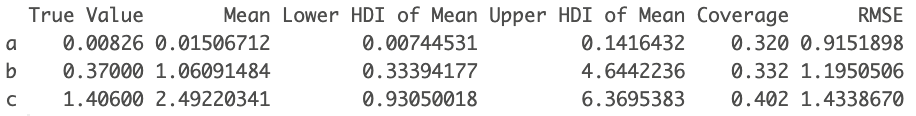 True Value Mean Lower HDI of Mean Upper HDI of Mean Coverage RMSE
a 0.00826 0.01506712 0.00744531 0.1416432 0.320 0.9151898
b 0.37000 1.06091484 0.33394177 4.6442236 0.332 1.1950506
c 1.40600 2.49220341 0.93050018 6.3695383 0.402 1.4338670